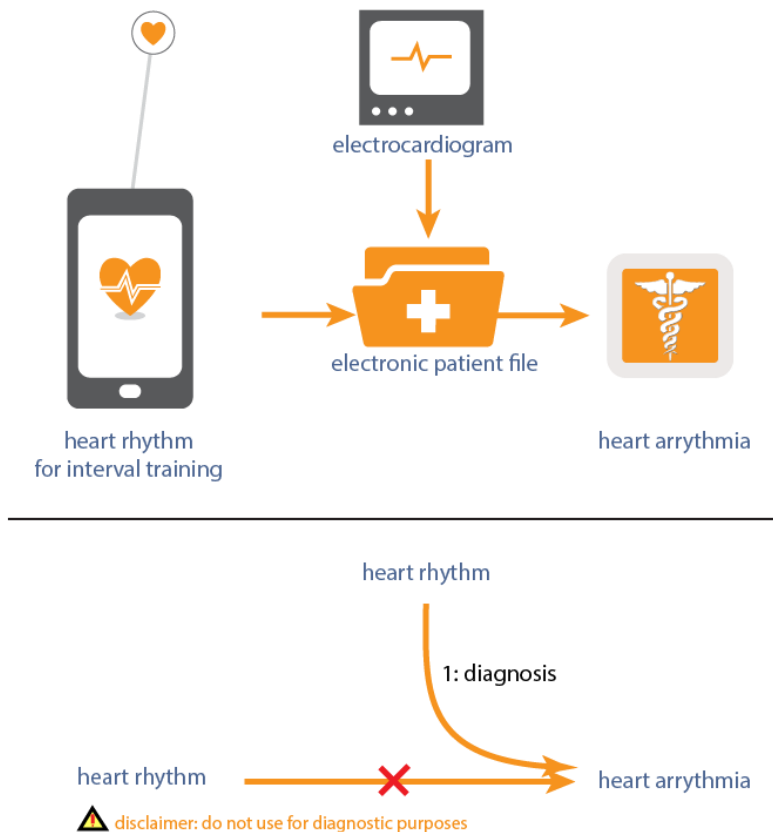 electrocardiogram
electronic patient file
heart rhythm
for interval training
heart arrythmia
heart rhythm
1: diagnosis
heart rhythm
heart arrythmia
disclaimer: do not use for diagnostic purposes